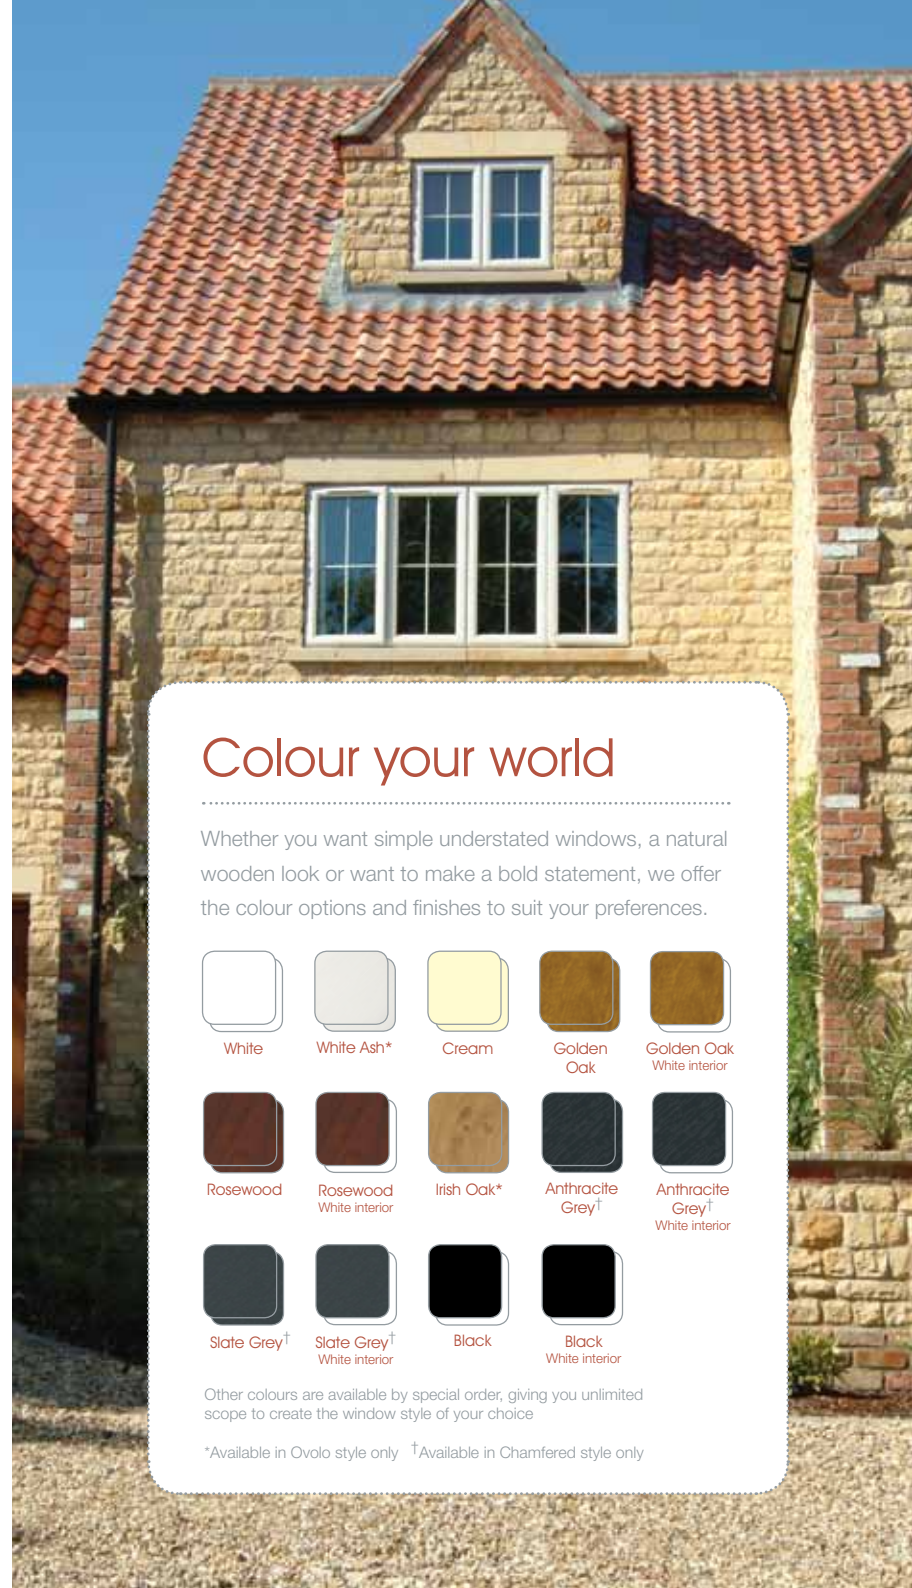 Colour your world
Whether you want simple understated windows, a natural
wooden look or want to make a bold statement, we offer
the colour options and finishes to suit your preferences.
White
White Ash*
Cream
Golden
Oak
Golden Oak
White interior
Rosewood
Rosewood
White interior
Irish Oak*
Anthracite
Grey†
Anthracite
Grey†
White interior
Slate Grey†
Slate Grey†
White interior
Black
Black
White interior
Other colours are available by special order, giving you unlimited
scope to create the window style of your choice
*Available in Ovolo style only †Available in Chamfered style only